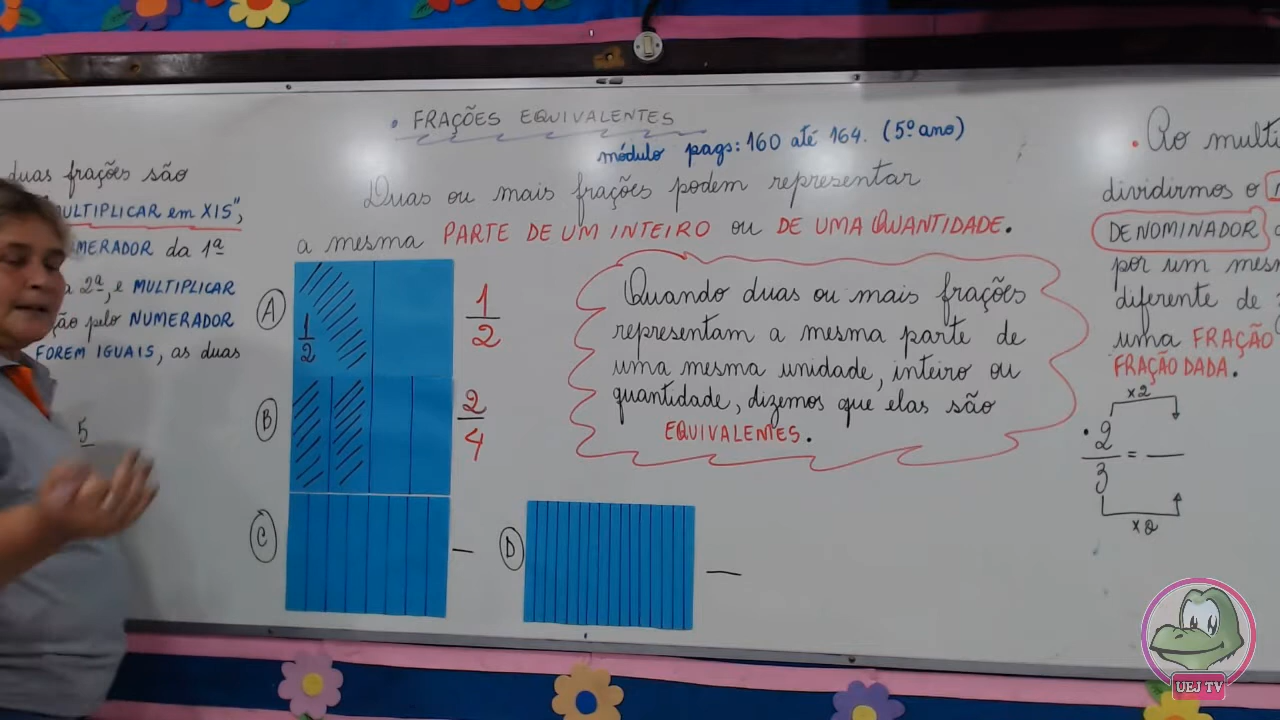 • FRAÇÕES EQUIVALENTES
módulo pags: 160 até 164. (5º ano)
duas frações são
MULTIPLICAR em XIS",
NUMERADOR da 1ª
2ª, e MULTIPLICAR
pelo NUMERADOR
FOREM IGUAIS, as duas
5
Duas ou mais frações podem representar
a mesma PARTE DE UM INTEIRO ou DE UMA QUANTIDADE.
A
1
2
1
2
B
2
4
C
D
Quando duas ou mais frações
representam a mesma parte de
uma mesma unidade, inteiro ou
quantidade, dizemos que elas são
EQUIVALENTES.
• Ao multi
dividirmos o
DENOMINADOR
por um mesm
diferente de
uma FRAÇÃO
FRAÇÃO DADA.
x2
• 2
3
=
x2
UEJ TV